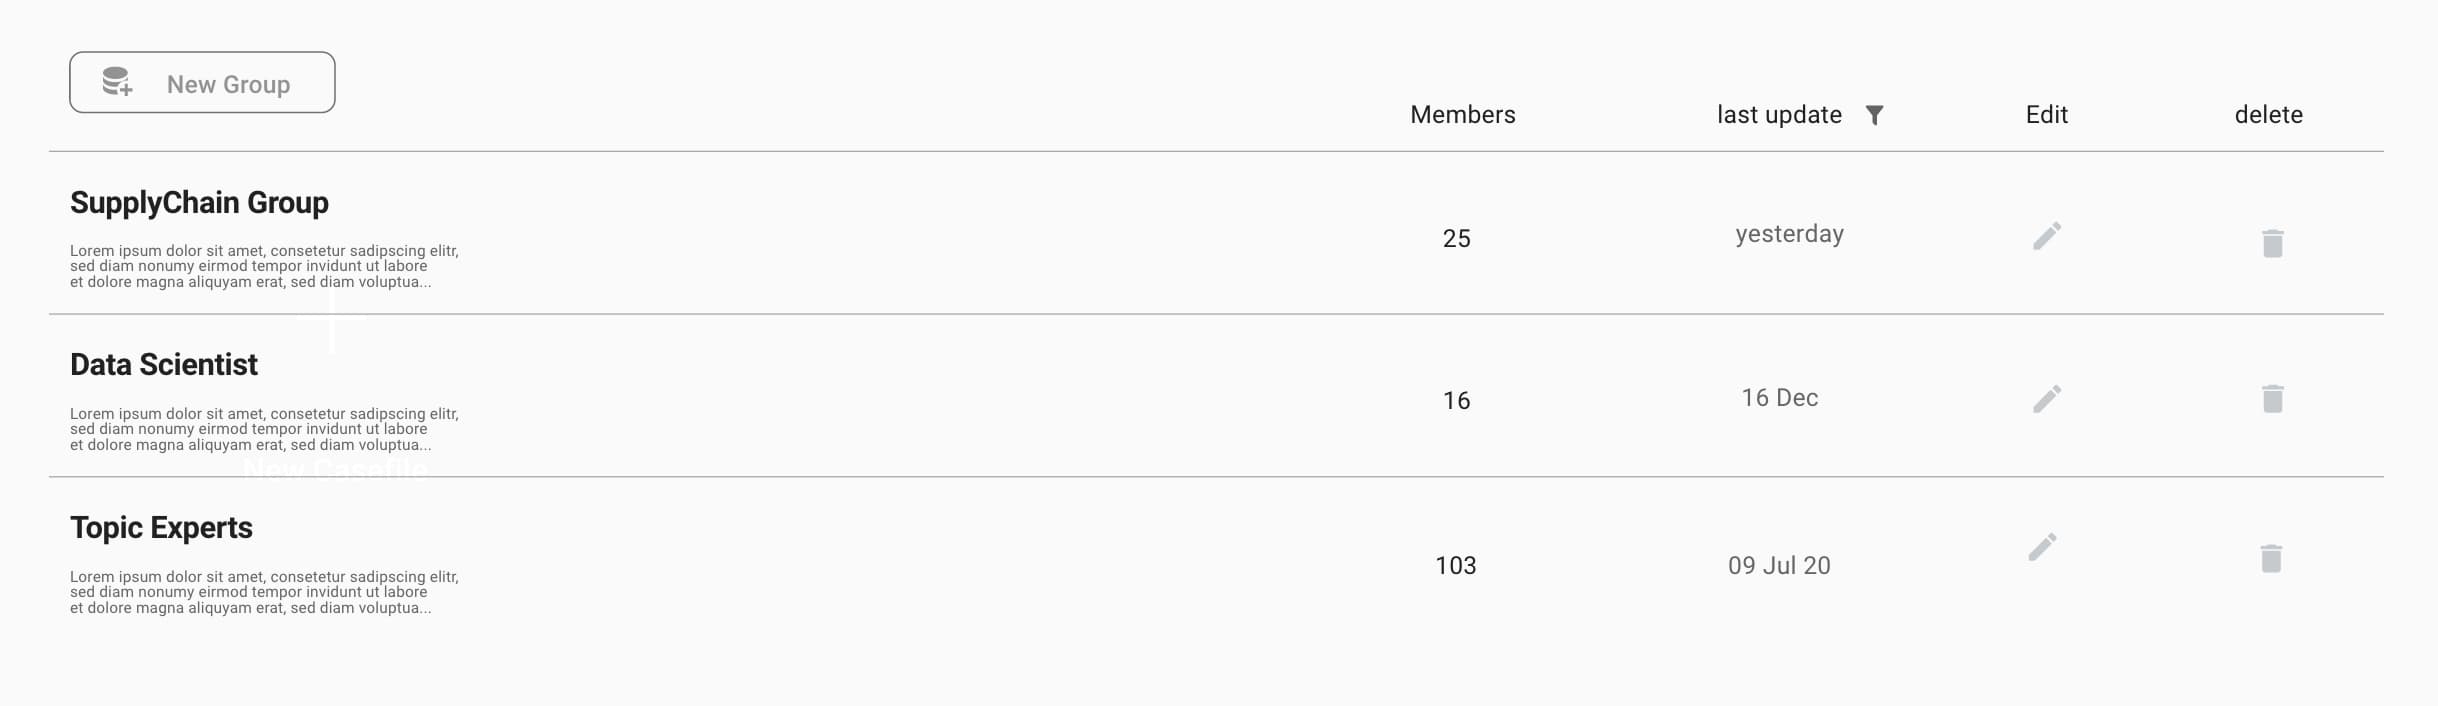 New Group
Members last update Edit delete
SupplyChain Group
Lorem ipsum dolor sit amet, consetetur sadipscing elitr,
sed diam nonumy eirmod tempor invidunt ut labore
et dolore magna aliquyam erat, sed diam voluptua...
25 yesterday
Data Scientist
Lorem ipsum dolor sit amet, consetetur sadipscing elitr,
sed diam nonumy eirmod tempor invidunt ut labore
et dolore magna aliquyam erat, sed diam voluptua...
16 16 Dec
New Casefile
Topic Experts
Lorem ipsum dolor sit amet, consetetur sadipscing elitr,
sed diam nonumy eirmod tempor invidunt ut labore
et dolore magna aliquyam erat, sed diam voluptua...
103 09 Jul 20